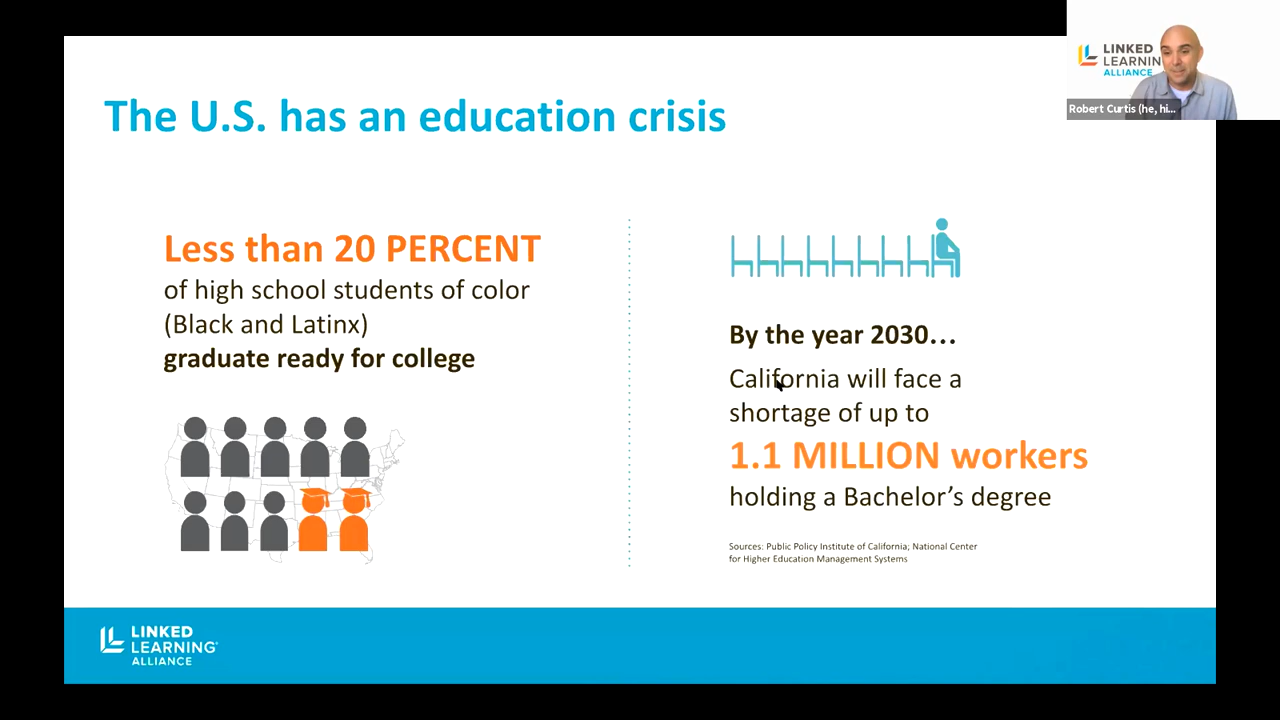 The U.S. has an education crisis
Less than 20 PERCENT
of high school students of color
(Black and Latinx)
graduate ready for college
By the year 2030…
California will face a
shortage of up to
1.1 MILLION workers
holding a Bachelor’s degree
Sources: Public Policy Institute of California; National Center
for Higher Education Management Systems
LINKED
LEARNING®
ALLIANCE
LINKED
LEARNIN
ALLIANCE
Robert Curtis (he, hi...